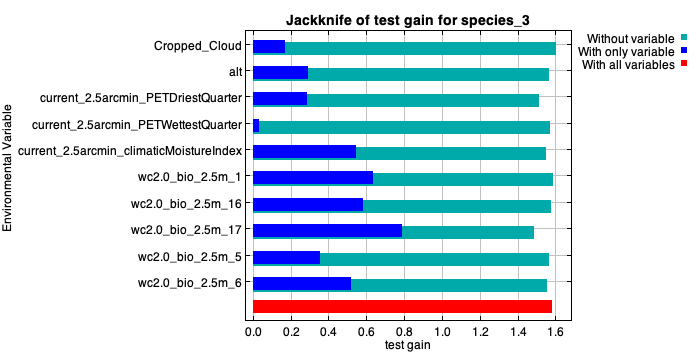 Jackknife of test gain for species_3
Without variable
With only variable
With all variables
Environmental Variable
Cropped_Cloud
alt
current_2.5arcmin_PETDriestQuarter
current_2.5arcmin_PETWettestQuarter
current_2.5arcmin_climaticMoistureIndex
wc2.0_bio_2.5m_1
wc2.0_bio_2.5m_16
wc2.0_bio_2.5m_17
wc2.0_bio_2.5m_5
wc2.0_bio_2.5m_6
0.0 0.2 0.4 0.6 0.8 1.0 1.2 1.4 1.6
test gain